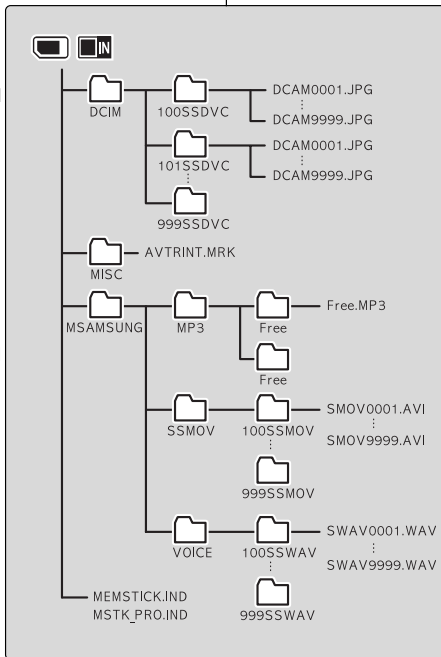 IN
DCAM0001.JPG
DCIM
100SSDVC
DCAM9999.JPG
DCAM0001.JPG
101SSDVC
DCAM9999.JPG
999SSDVC
AVTRINT.MRK
MISC
Free.MP3
MSAMSUNG
MP3
Free
Free
SMOV0001.AVI
SSMOV
100SSMOV
SMOV9999.AVI
999SSMOV
SWAV0001.WAV
VOICE
100SSWAV
SWAV9999.WAV
MEMSTICK.IND
MSTK_PRO.IND
999SSWAV